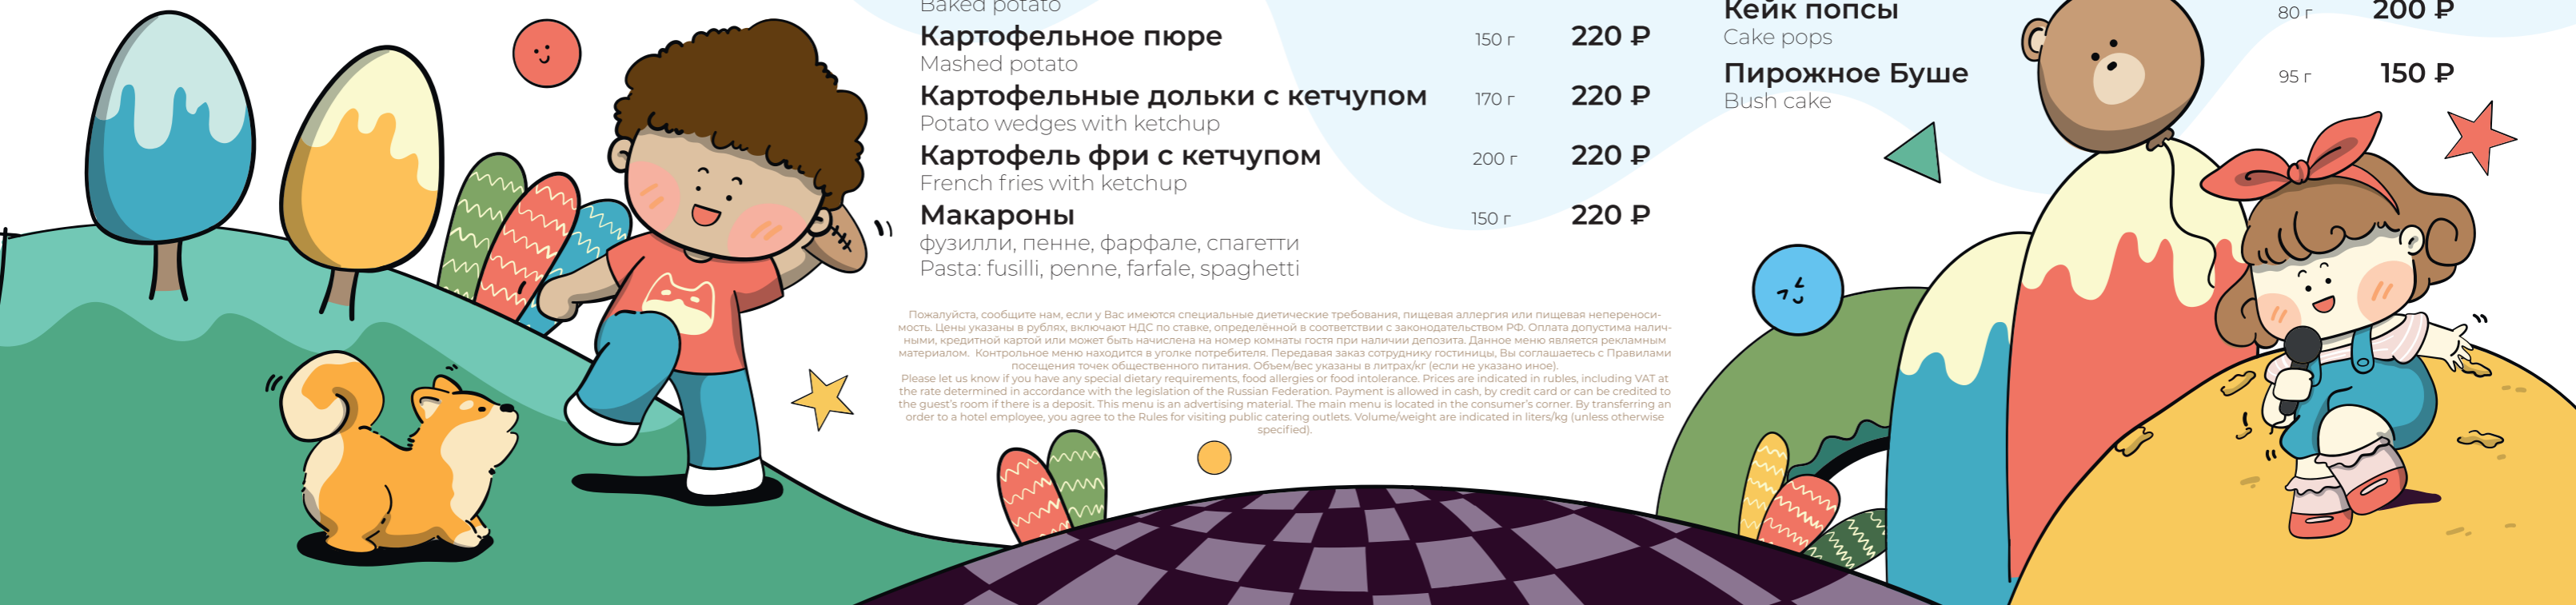 Baked potato
Картофельное пюре 150 г 220 ₽
Mashed potato
Картофельные дольки с кетчупом 170 г 220 ₽
Potato wedges with ketchup
Картофель фри с кетчупом 200 г 220 ₽
French fries with ketchup
Макароны 150 г 220 ₽
фузилли, пенне, фарфале, спагетти
Pasta: fusilli, penne, farfale, spaghetti
Пожалуйста, сообщите нам, если у Вас имеются специальные диетические требования, пищевая аллергия или пищевая непереноси-
мость. Цены указаны в рублях, включают НДС по ставке, определённой в соответствии с законодательством РФ. Оплата допустима налич-
ными, кредитной картой или может быть начислена на номер комнаты гостя при наличии депозита. Данное меню является рекламным
материалом. Контрольное меню находится в уголке потребителя. Передавая заказ сотруднику гостиницы, Вы соглашаетесь с Правилами
посещения точек общественного питания. Объем/вес указаны в литрах/кг (если не указано иное).
Please let us know if you have any special dietary requirements, food allergies or food intolerance. Prices are indicated in rubles, including VAT at
the rate determined in accordance with the legislation of the Russian Federation. Payment is allowed in cash, by credit card or can be credited to
the guest's room if there is a deposit. This menu is an advertising material. The main menu is located in the consumer's corner. By transferring an
order to a hotel employee, you agree to the Rules for visiting public catering outlets. Volume/weight are indicated in liters/kg (unless otherwise
specified).
Кейк попсы 80 г 200 ₽
Cake pops
Пирожное Буше 95 г 150 ₽
Bush cake